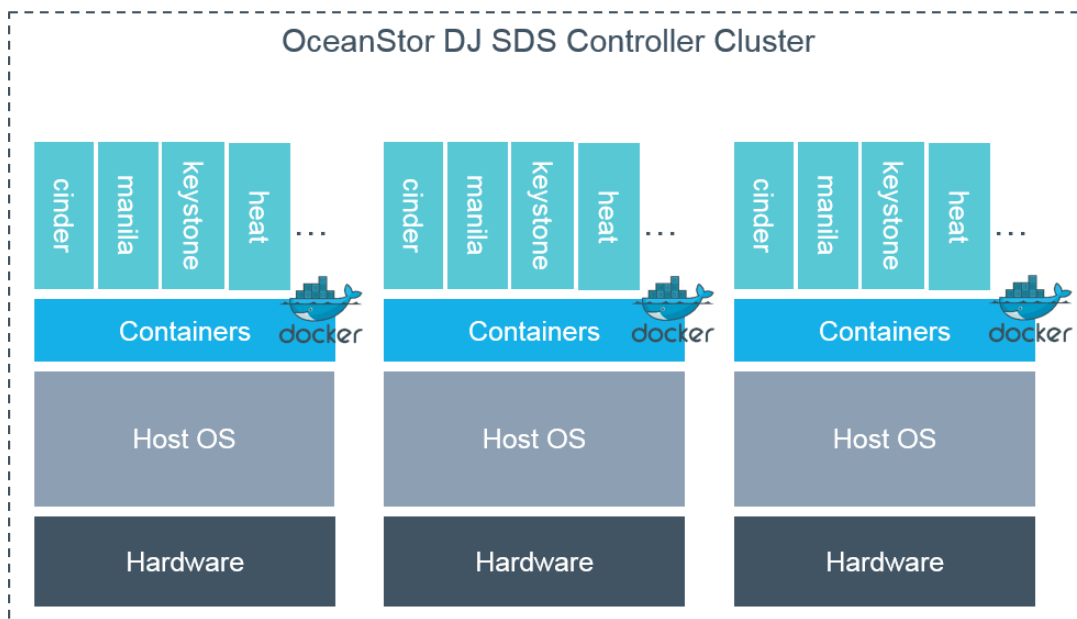 OceanStor DJ SDS Controller Cluster
cinder manila keystone heat ... cinder manila keystone heat ... cinder manila keystone heat ...
Containers docker Containers docker Containers docker
Host OS Host OS Host OS
Hardware Hardware Hardware